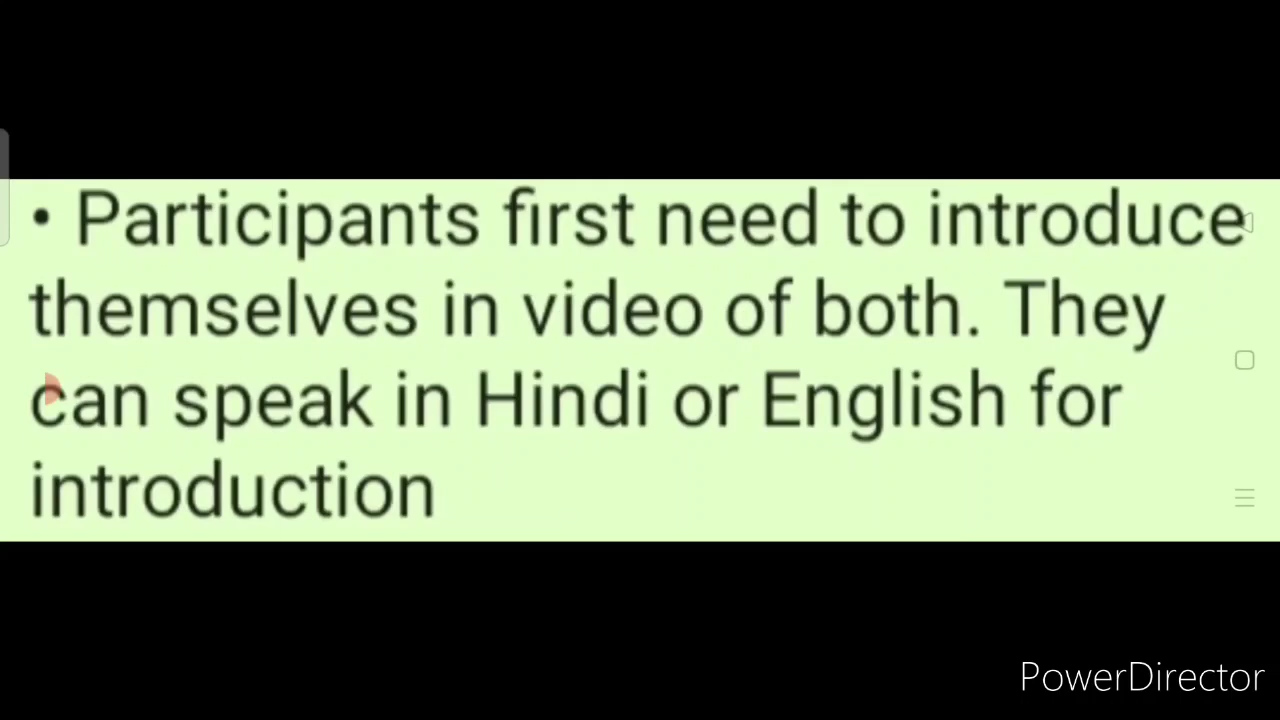 • Participants first need to introduce
themselves in video of both. They
can speak in Hindi or English for
introduction
PowerDirector